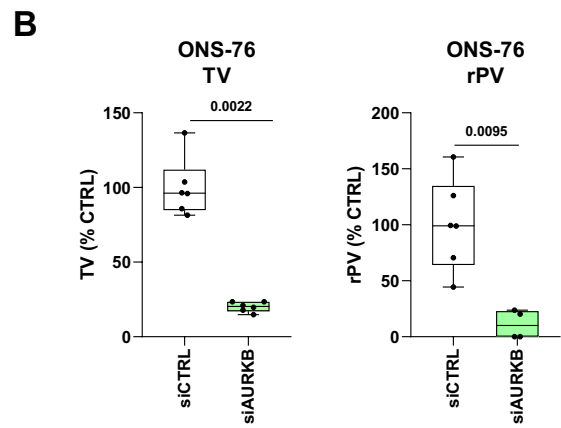 B
ONS-76
TV
TV (% CTRL)
150
100
50
0
0.0022
siCTRL
siAURKB
ONS-76
rPV
rPV (% CTRL)
200
150
100
50
0
0.0095
siCTRL
siAURKB